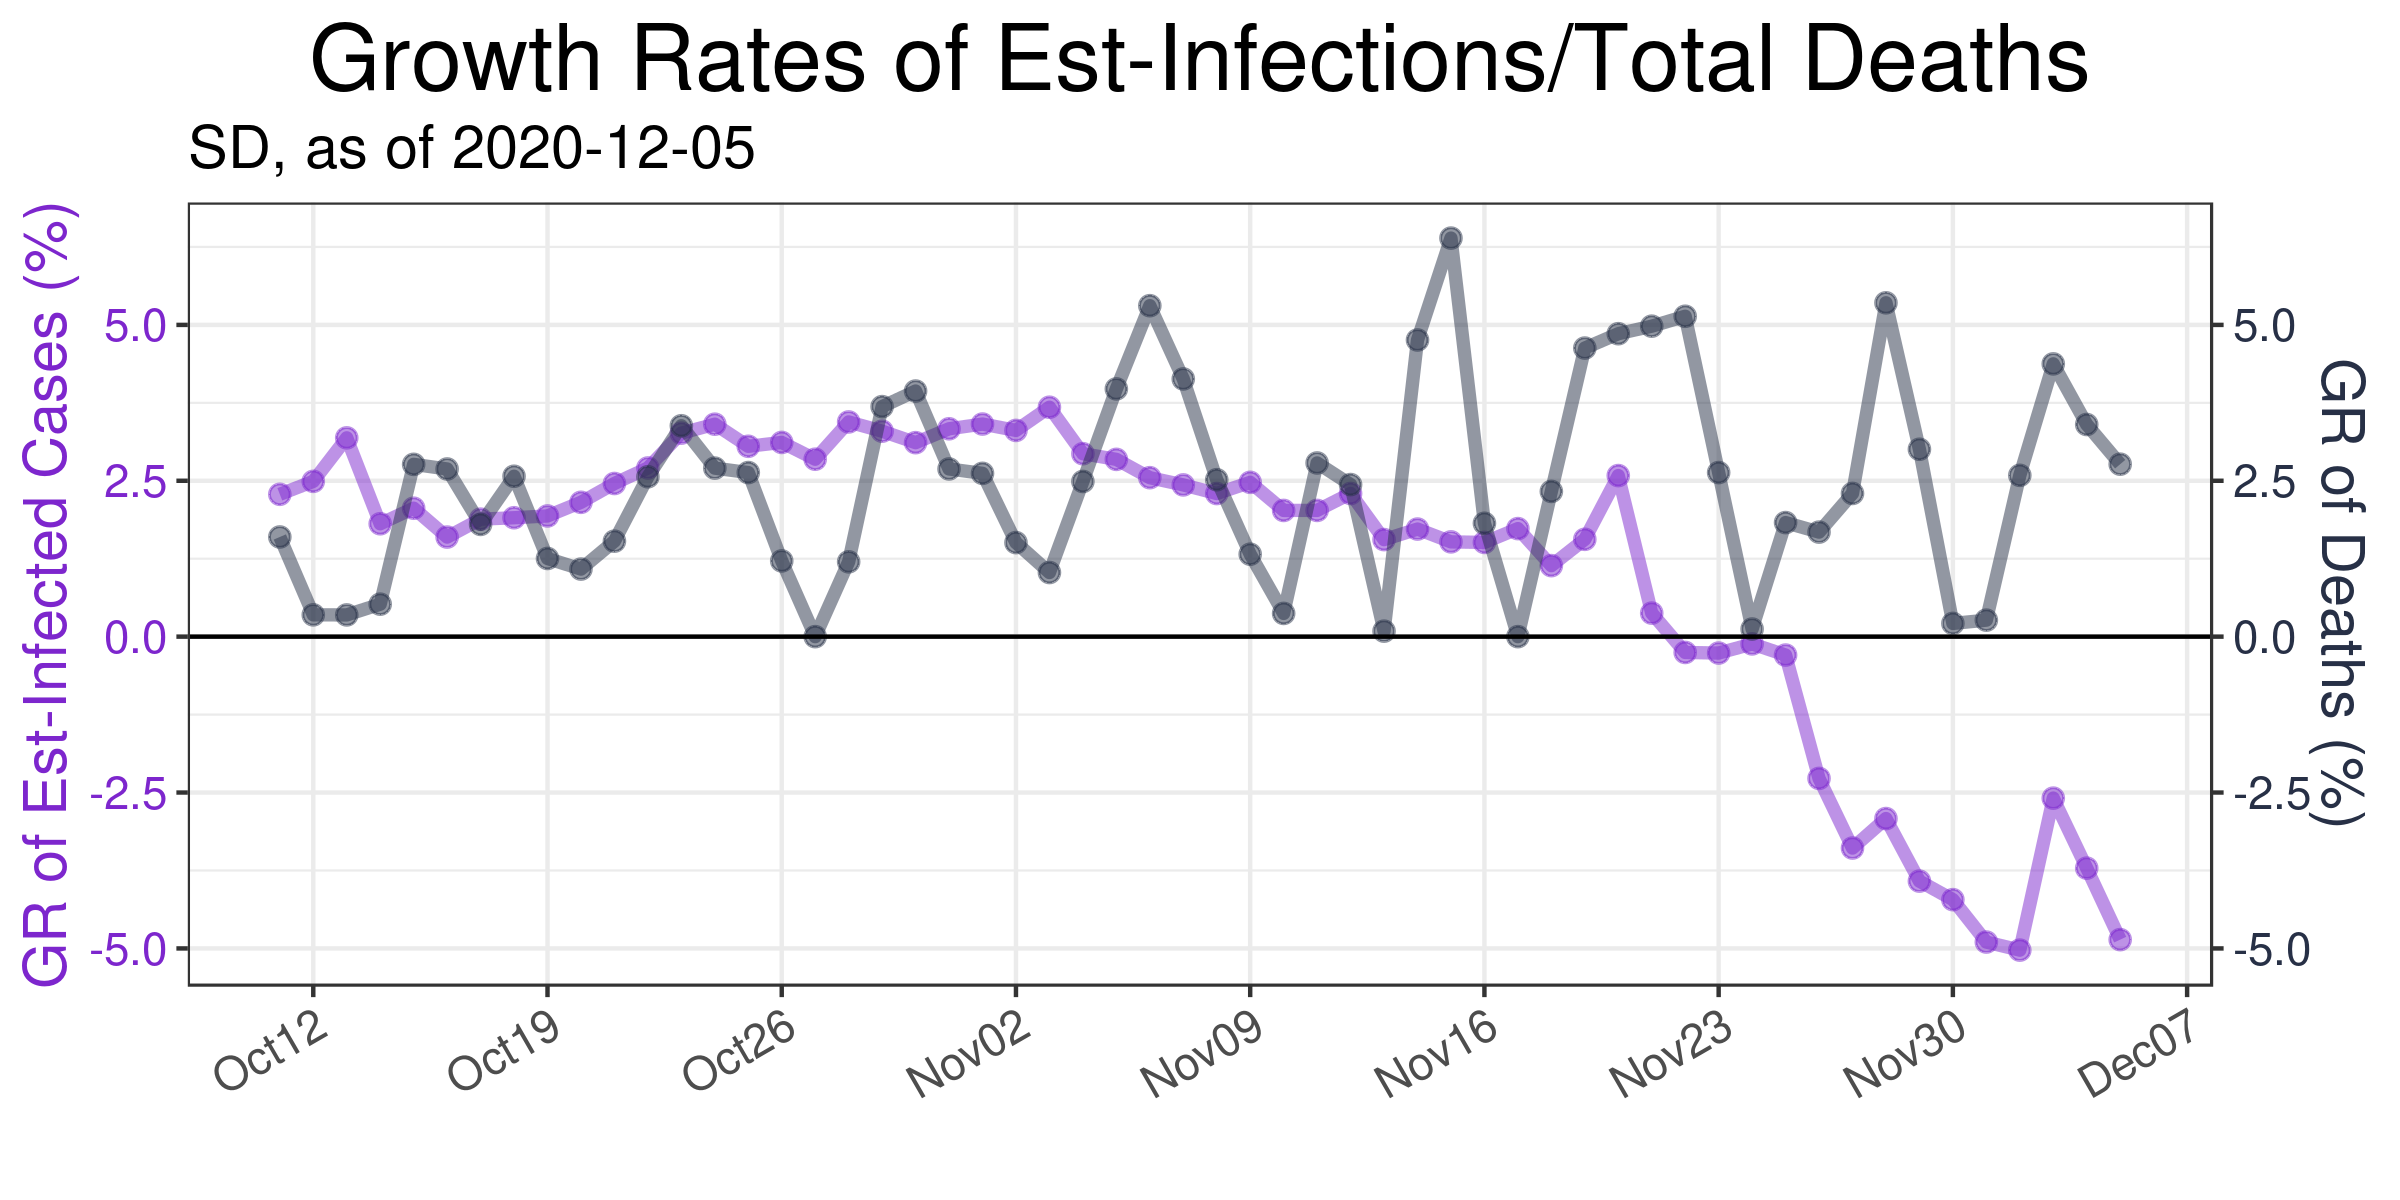 Growth Rates of Est-Infections/Total Deaths
SD, as of 2020-12-05
GR of Est-Infected Cases (%)
5.0
2.5
0.0
-2.5
-5.0
5.0
2.5
0.0
-2.5
-5.0
GR of Deaths (%)
Oct12
Oct19
Oct26
Nov02
Nov09
Nov16
Nov23
Nov30
Dec07